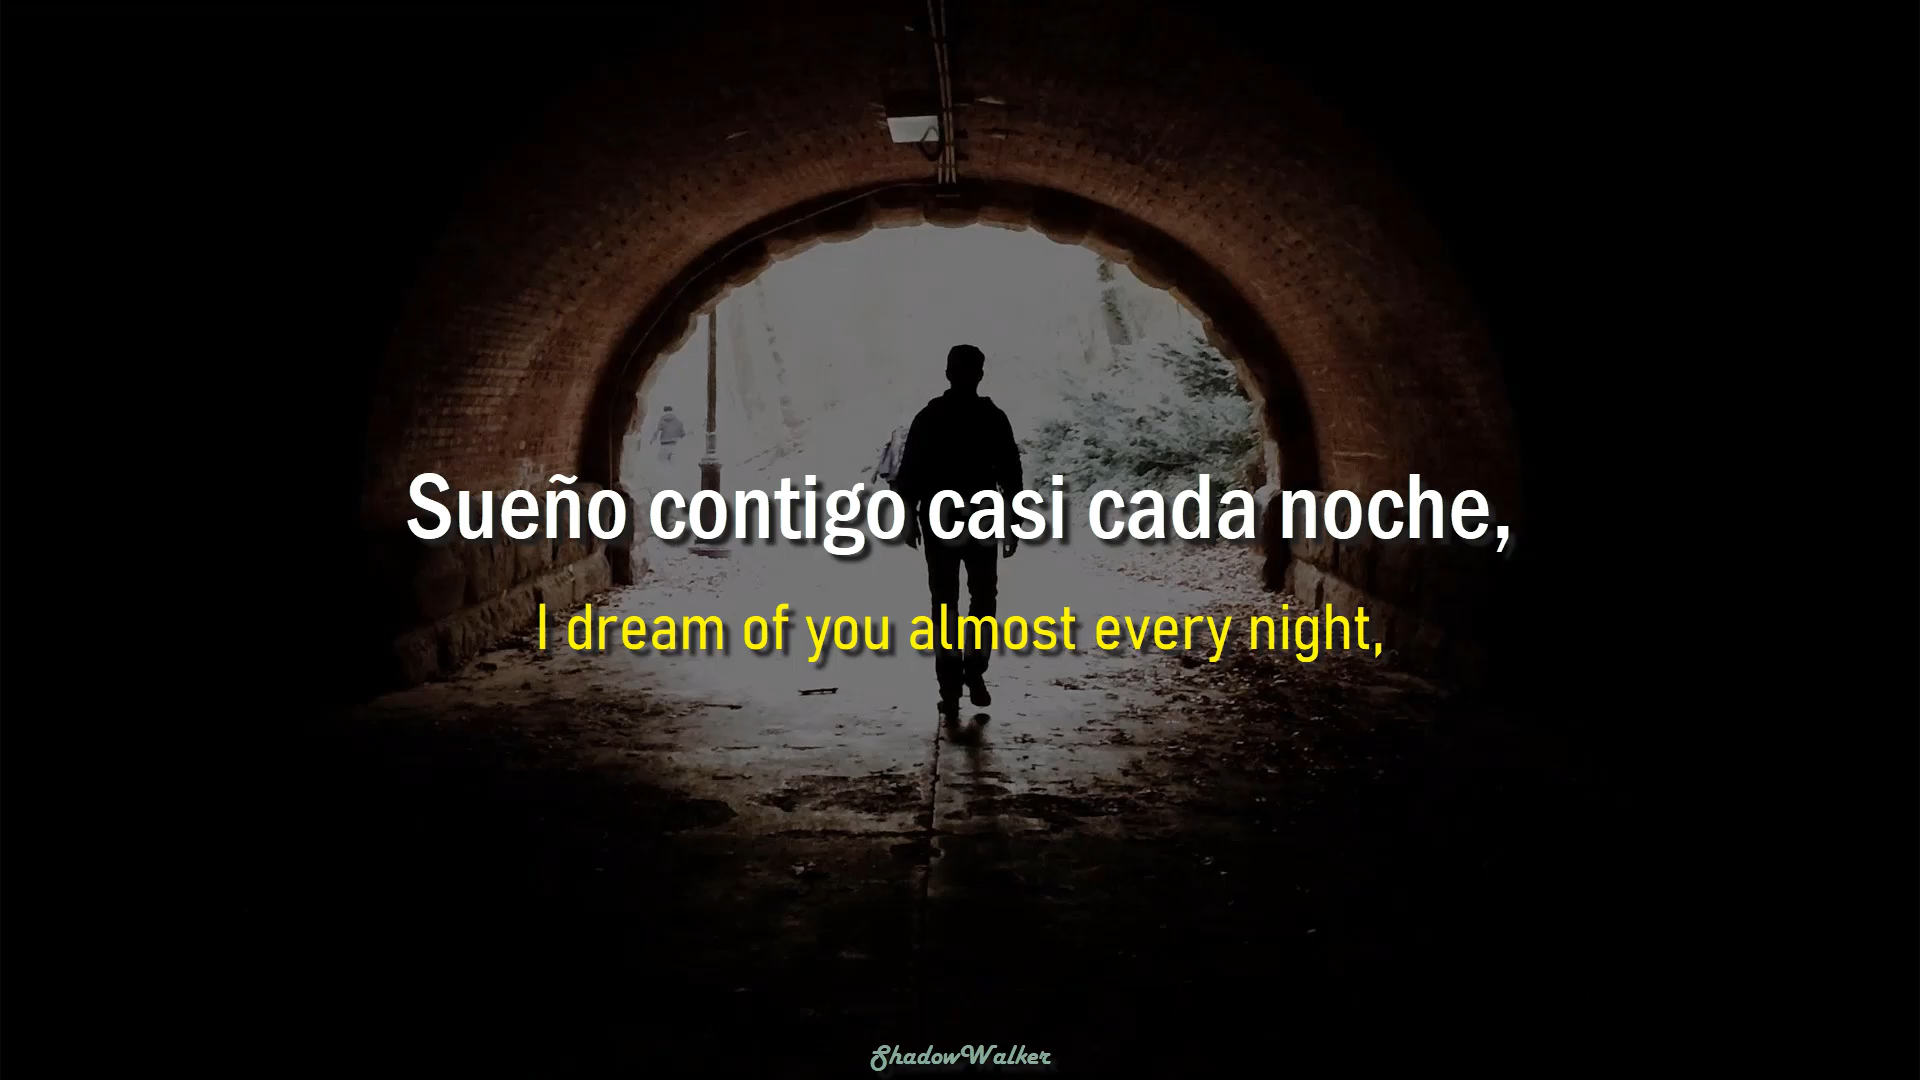 Sueño contigo casi cada noche,
I dream of you almost every night,
ShadowWalker